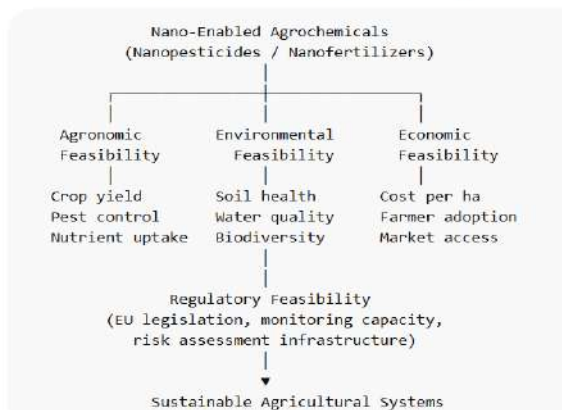 Nano-Enabled Agrochemicals
(Nanopesticides / Nanofertilizers)
Agronomic Environmental Economic
Feasibility Feasibility Feasibility
Crop yield Soil health Cost per ha
Pest control Water quality Farmer adoption
Nutrient uptake Biodiversity Market access
Regulatory Feasibility
(EU legislation, monitoring capacity,
risk assessment infrastructure)
Sustainable Agricultural Systems